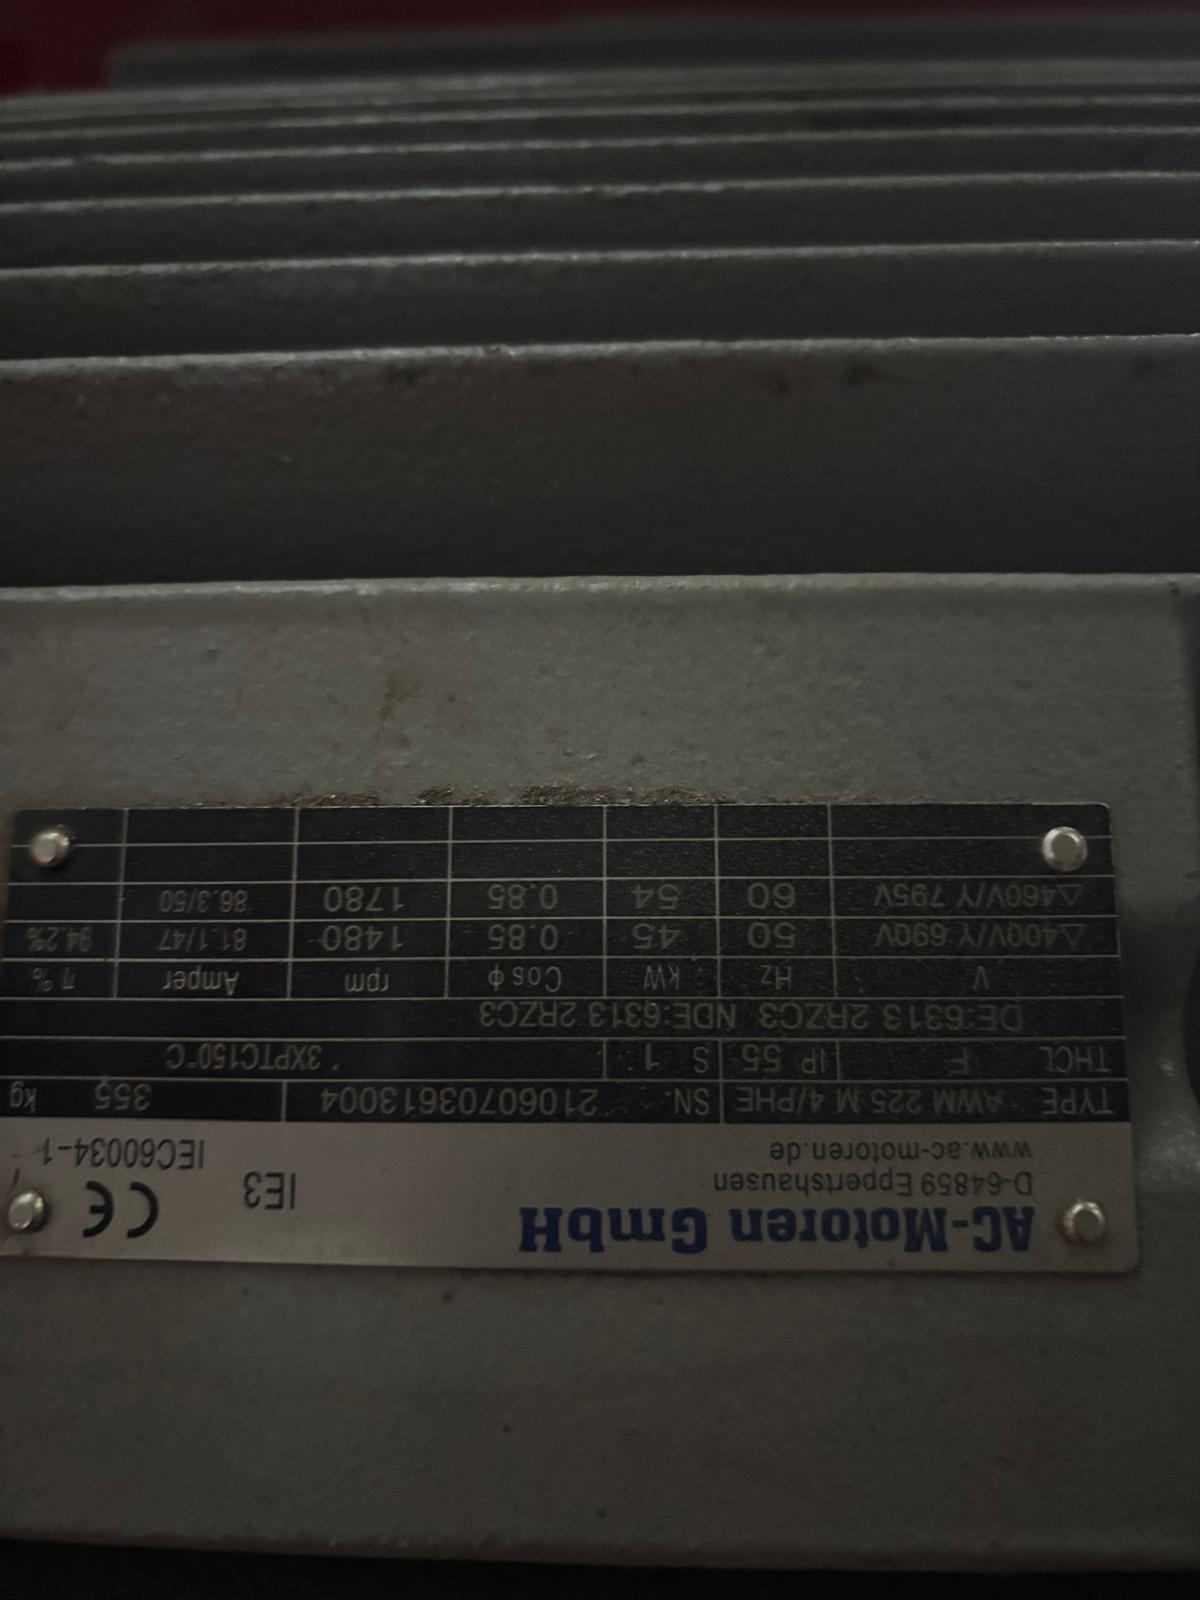 AC-Motoren GmbH
D-64859 Eppertshausen
www.ac-motoren.de
IE3
CE
IEC60034-1
TYPE AWM 225 M 4/PHE SN. 21060703613004 355 kg
THCL F IP 55 S 1 3XPTC150°C
DE:6313 2RZC3 NDE:6313 2RZC3
V Hz kW Cos ϕ rpm Amper η%
△400V/Y 690V 50 45 0.85 1480 81.1/47 94.2%
△460V/Y 795V 60 54 0.85 1780 86.3/50